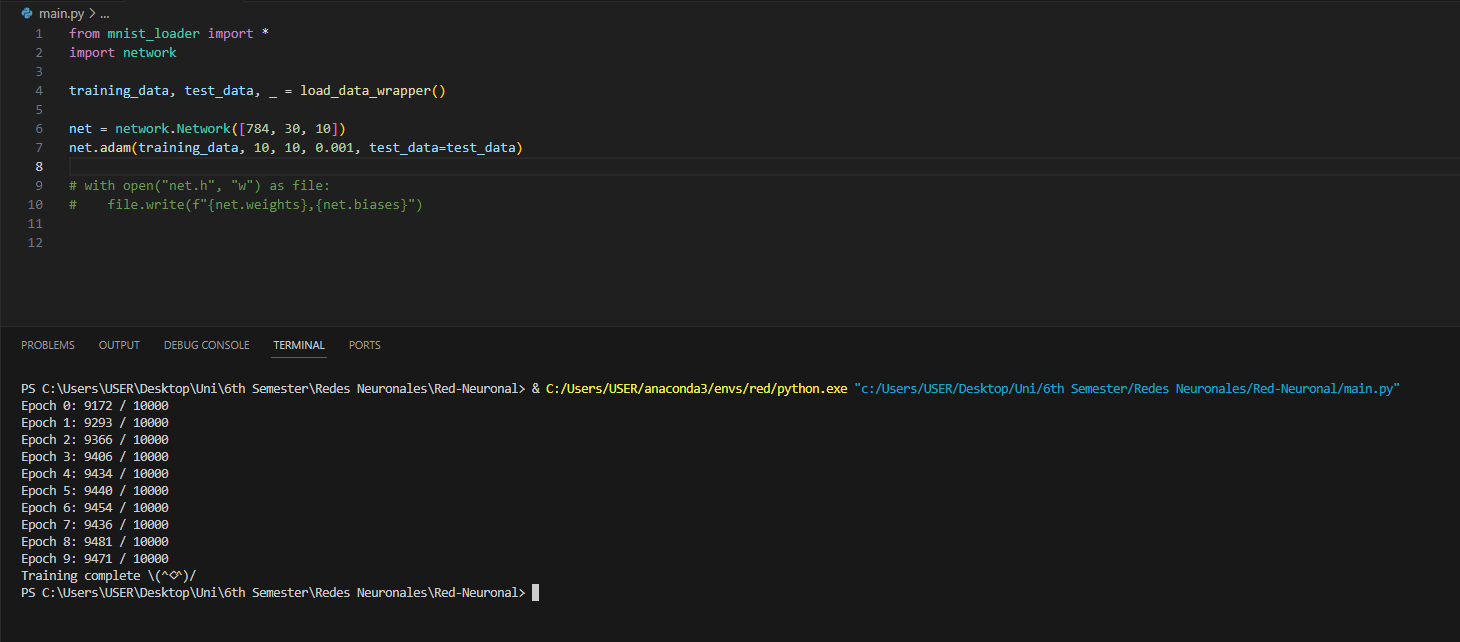 main.py > ...
1 from mnist_loader import *
2 import network
3
4 training_data, test_data, _ = load_data_wrapper()
5
6 net = network.Network([784, 30, 10])
7 net.adam(training_data, 10, 10, 0.001, test_data=test_data)
8
9 # with open("net.h", "w") as file:
10 #    file.write(f"{net.weights},{net.biases}")
11
12
PROBLEMS OUTPUT DEBUG CONSOLE TERMINAL PORTS
PS C:\Users\USER\Desktop\Uni\6th Semester\Redes Neuronales\Red-Neuronal> & C:/Users/USER/anaconda3/envs/red/python.exe "c:/Users/USER/Desktop/Uni/6th Semester/Redes Neuronales/Red-Neuronal/main.py"
Epoch 0: 9172 / 10000
Epoch 1: 9293 / 10000
Epoch 2: 9366 / 10000
Epoch 3: 9406 / 10000
Epoch 4: 9434 / 10000
Epoch 5: 9440 / 10000
Epoch 6: 9454 / 10000
Epoch 7: 9436 / 10000
Epoch 8: 9481 / 10000
Epoch 9: 9471 / 10000
Training complete \(^◇^)/
PS C:\Users\USER\Desktop\Uni\6th Semester\Redes Neuronales\Red-Neuronal>